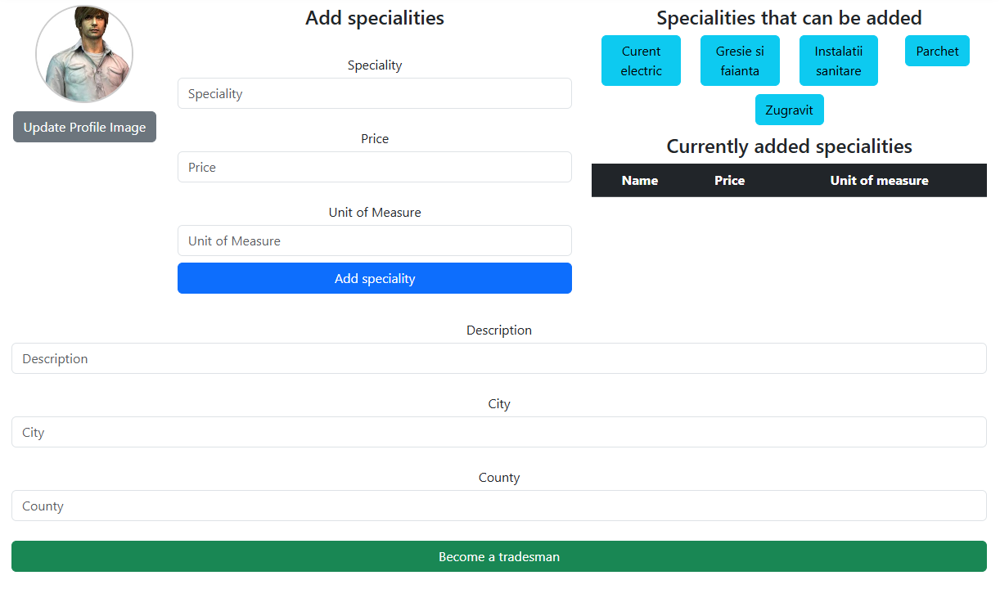 Update Profile Image
Add specialities
Speciality
Speciality
Price
Price
Unit of Measure
Unit of Measure
Add speciality
Specialities that can be added
Curent
electric
Gresie si
faianta
Instalatii
sanitare
Parchet
Zugravit
Currently added specialities
Name Price Unit of measure
Description
Description
City
City
County
County
Become a tradesman